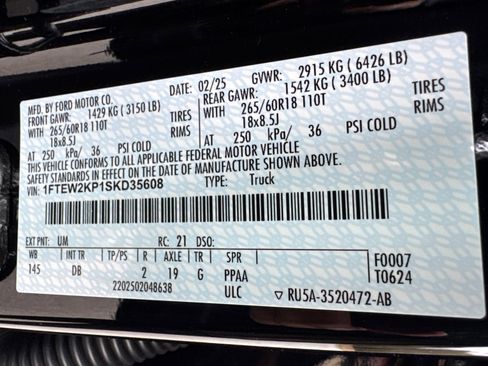 MFD. BY FORD MOTOR CO.
DATE: 02/25 GVWR: 2915 KG ( 6426 LB)
FRONT GAWR: 1429 KG ( 3150 LB) REAR GAWR: 1542 KG ( 3400 LB)
WITH 265/60R18 110T TIRES WITH 265/60R18 110T TIRES
18x8.5J RIMS 18x8.5J RIMS
AT 250 kPa/ 36 PSI COLD AT 250 kPa/ 36 PSI COLD
THIS VEHICLE CONFORMS TO ALL APPLICABLE FEDERAL MOTOR VEHICLE
SAFETY STANDARDS IN EFFECT ON THE DATE OF MANUFACTURE SHOWN ABOVE.
1FTEW2KP1SKD35608 TYPE: Truck
EXT PNT: UM RC: 21 DSO:
WB INT TR TP/PS R AXLE TR SPR
145 DB 2 19 G PPAA
2202502048638 ULC
F0007
T0624
▽ RU5A-3520472-AB